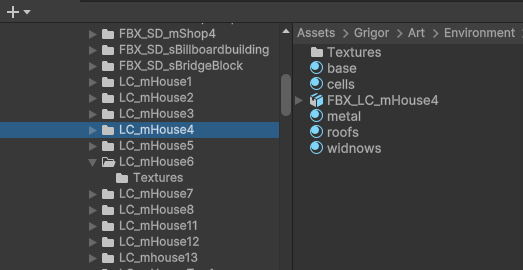 FBX_SD_mShop4
FBX_SD_sBillboardbuilding
FBX_SD_sBridgeBlock
LC_mHouse1
LC_mHouse2
LC_mHouse3
LC_mHouse4
LC_mHouse5
LC_mHouse6
Textures
LC_mHouse7
LC_mHouse8
LC_mHouse11
LC_mHouse12
LC_mhouse13
Assets > Grigor > Art > Environment
Textures
base
cells
FBX_LC_mHouse4
metal
roofs
widnows